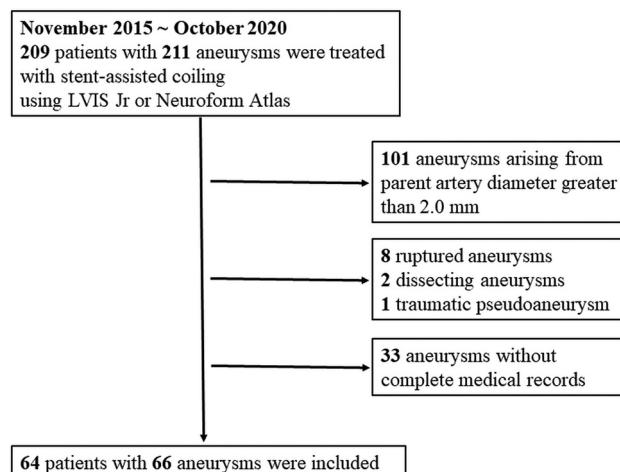 November 2015 ~ October 2020
209 patients with 211 aneurysms were treated
with stent-assisted coiling
using LVIS Jr or Neuroform Atlas
101 aneurysms arising from
parent artery diameter greater
than 2.0 mm
8 ruptured aneurysms
2 dissecting aneurysms
1 traumatic pseudoaneurysm
33 aneurysms without
complete medical records
64 patients with 66 aneurysms were included